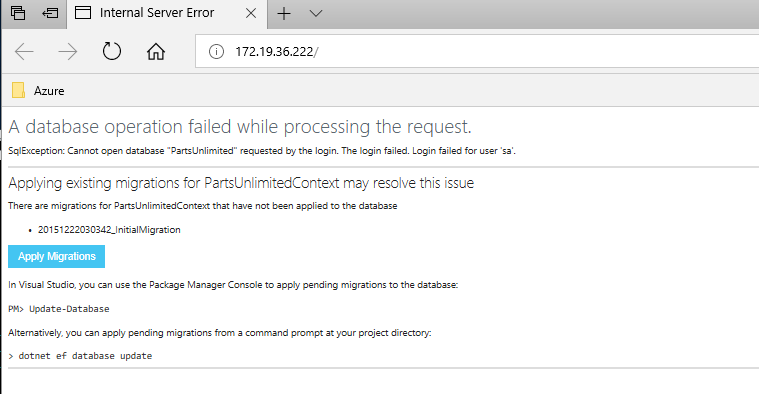 Internal Server Error
172.19.36.222/
Azure
A database operation failed while processing the request.
SqlException: Cannot open database "PartsUnlimited" requested by the login. The login failed. Login failed for user 'sa'.
Applying existing migrations for PartsUnlimitedContext may resolve this issue
There are migrations for PartsUnlimitedContext that have not been applied to the database
• 20151222030342_InitialMigration
Apply Migrations
In Visual Studio, you can use the Package Manager Console to apply pending migrations to the database:
PM> Update-Database
Alternatively, you can apply pending migrations from a command prompt at your project directory:
> dotnet ef database update